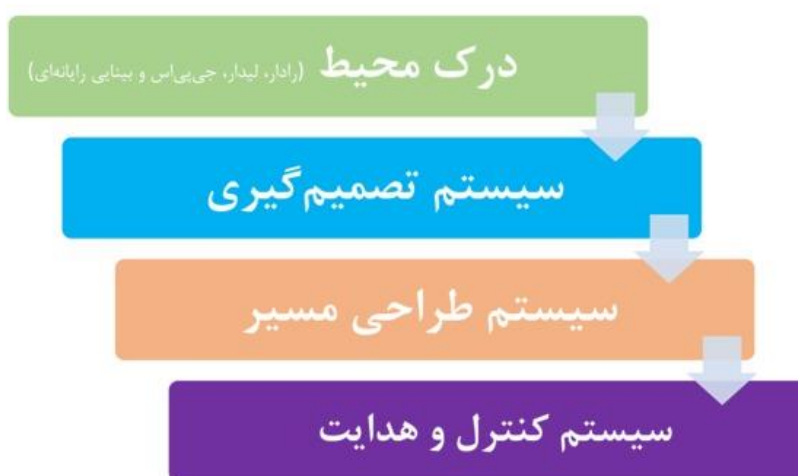 درک محیط (رادار، لیدار، جی‌پی‌اس و بینایی رایانه‌ای)
سیستم تصمیم‌گیری
سیستم طراحی مسیر
سیستم کنترل و هدایت